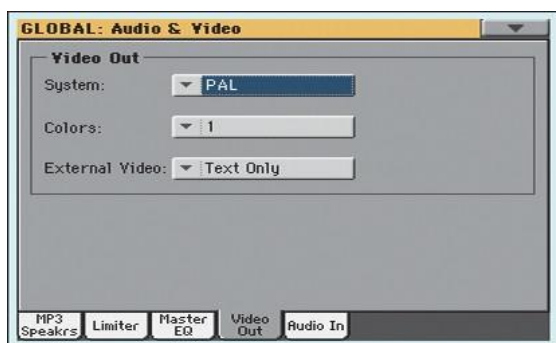 GLOBAL: Audio & Video
Video Out
System: PAL
Colors: 1
External Video: Text Only
MP3 Speakrs
Limiter
Master EQ
Video Out
Audio In